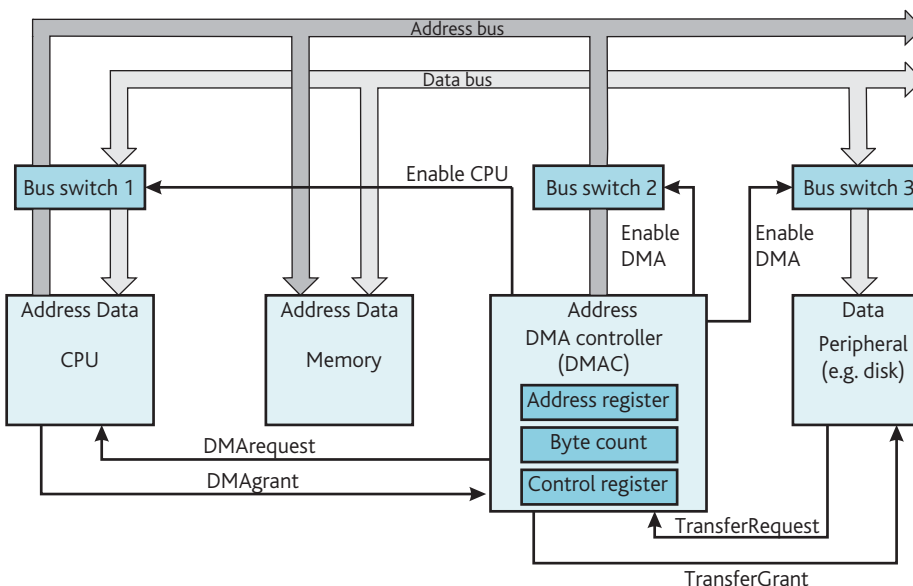 Address bus
Data bus
Bus switch 1
Enable CPU
Bus switch 2
Bus switch 3
Enable
DMA
Enable
DMA
Address Data
CPU
Address Data
Memory
Address
DMA controller
(DMAC)
Address register
Byte count
Control register
Data
Peripheral
(e.g. disk)
DMArequest
DMAgrant
TransferRequest
TransferGrant